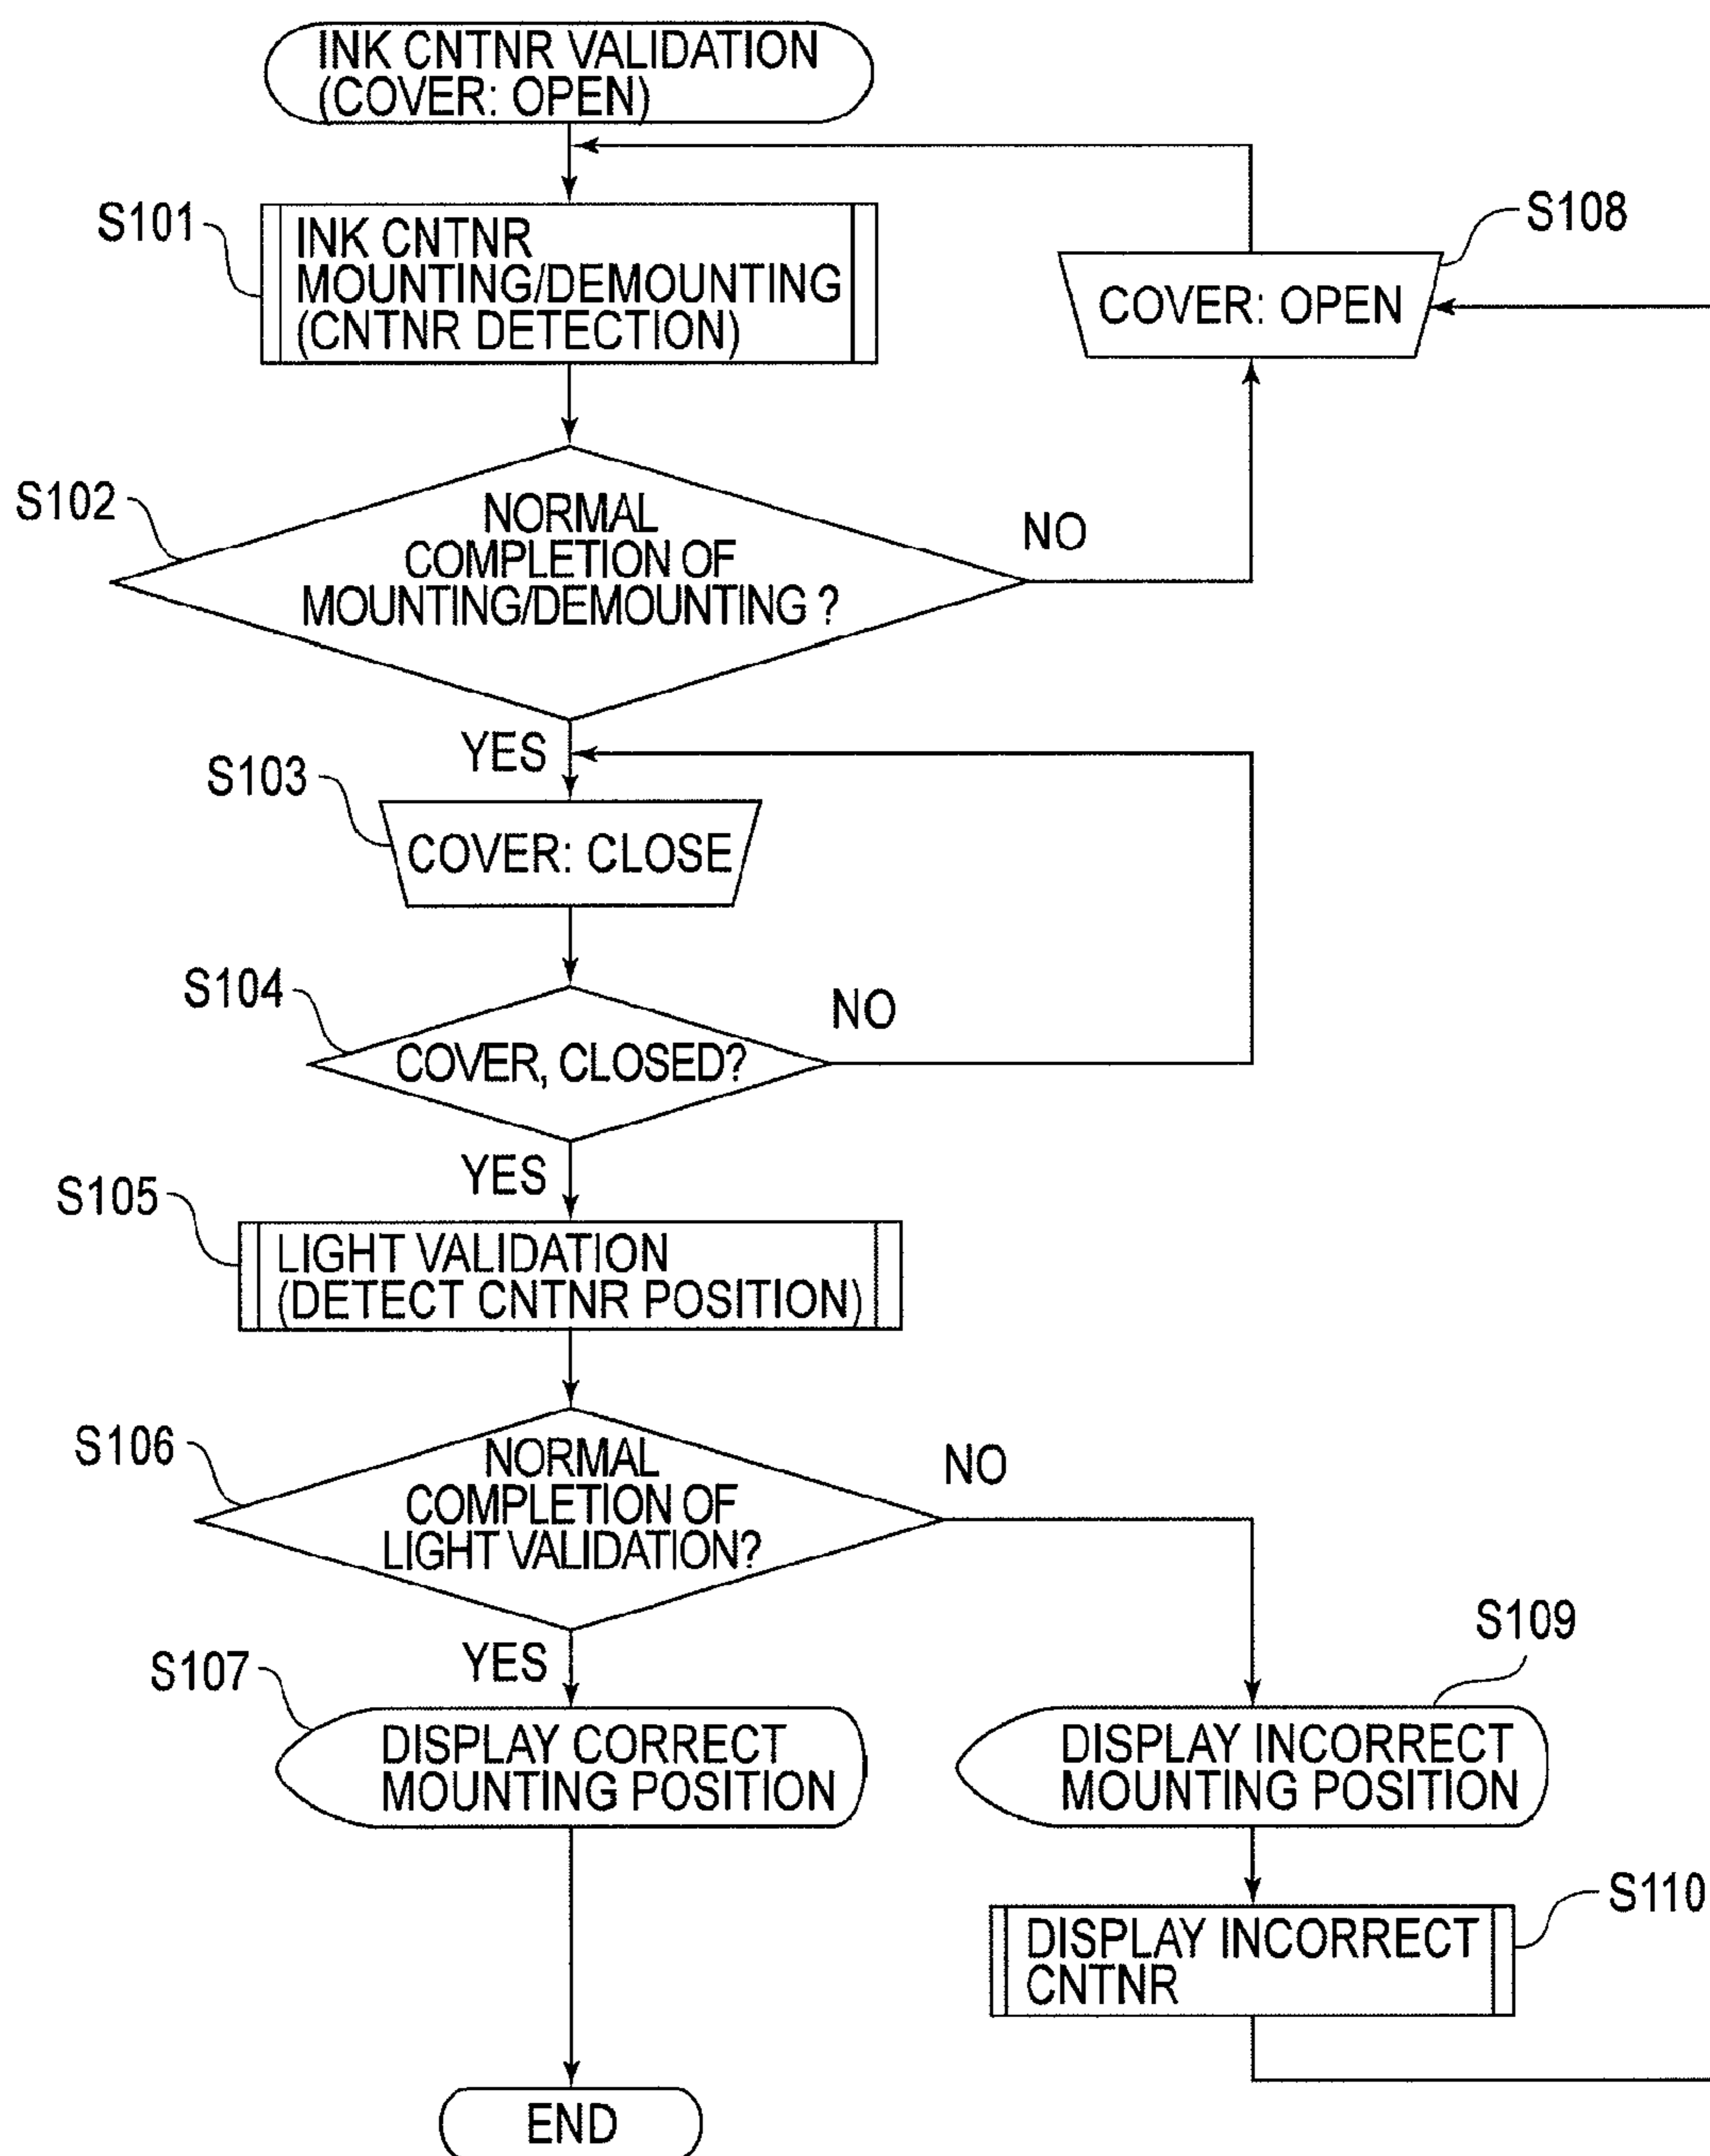 INK CNTNR VALIDATION
(COVER: OPEN)
S101
INK CNTNR
MOUNTING/DEMOUNTING
(CNTNR DETECTION)
S108
COVER: OPEN
S102
NORMAL
COMPLETION OF
MOUNTING/DEMOUNTING ?
NO
YES
S103
COVER: CLOSE
S104
COVER, CLOSED?
NO
YES
S105
LIGHT VALIDATION
(DETECT CNTNR POSITION)
S106
NORMAL
COMPLETION OF
LIGHT VALIDATION?
NO
YES
S107
DISPLAY CORRECT
MOUNTING POSITION
S109
DISPLAY INCORRECT
MOUNTING POSITION
S110
DISPLAY INCORRECT
CNTNR
END